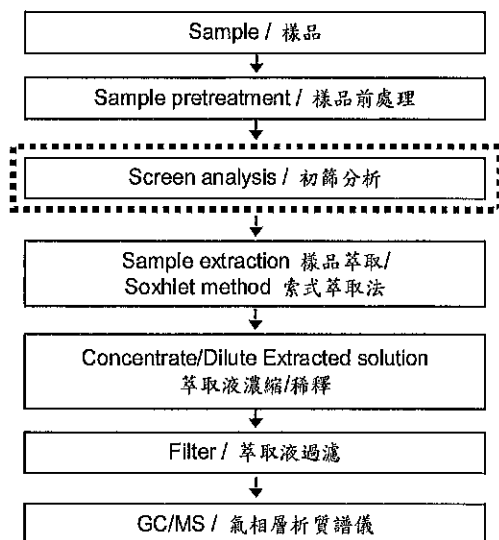 Sample / 樣品
Sample pretreatment / 樣品前處理
Screen analysis / 初篩分析
Sample extraction 樣品萃取/
Soxhlet method 索式萃取法
Concentrate/Dilute Extracted solution
萃取液濃縮/稀釋
Filter / 萃取液過濾
GC/MS / 氣相層析質譜儀